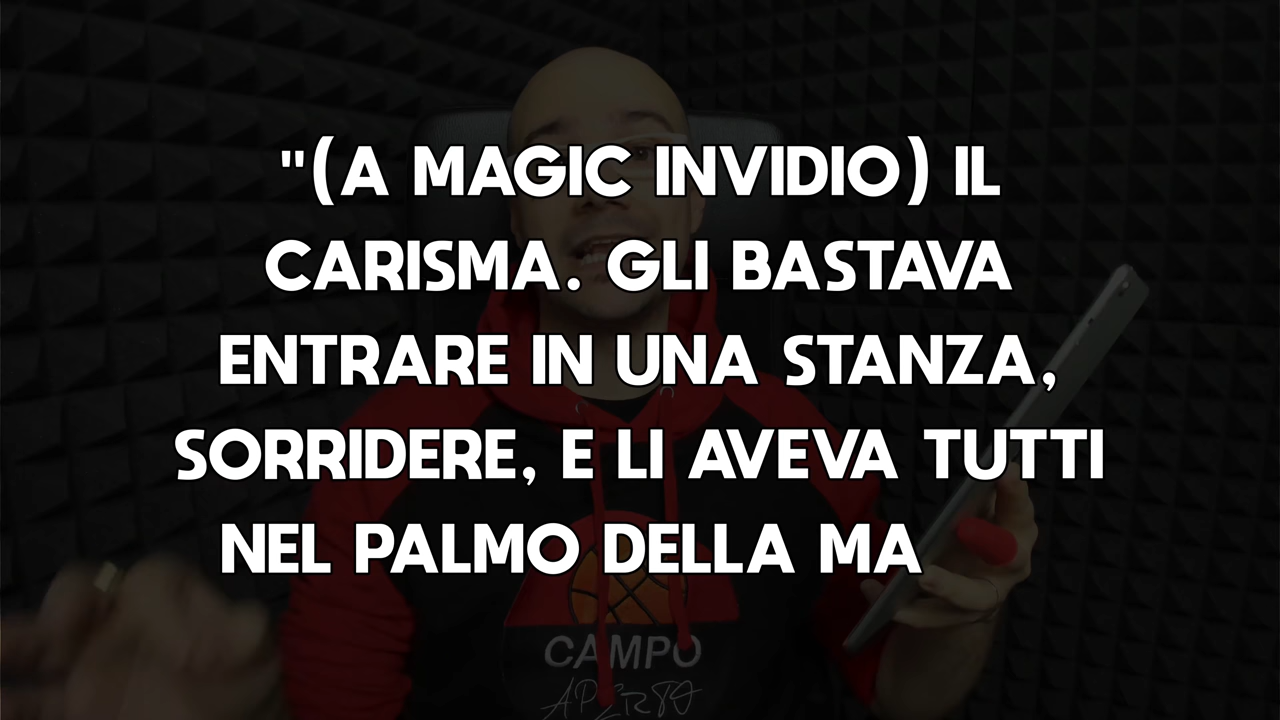 "(A MAGIC INVIDIO) IL
CARISMA. GLI BASTAVA
ENTRARE IN UNA STANZA,
SORRIDERE, E LI AVEVA TUTTI
NEL PALMO DELLA MA
CAMPO
APERTO